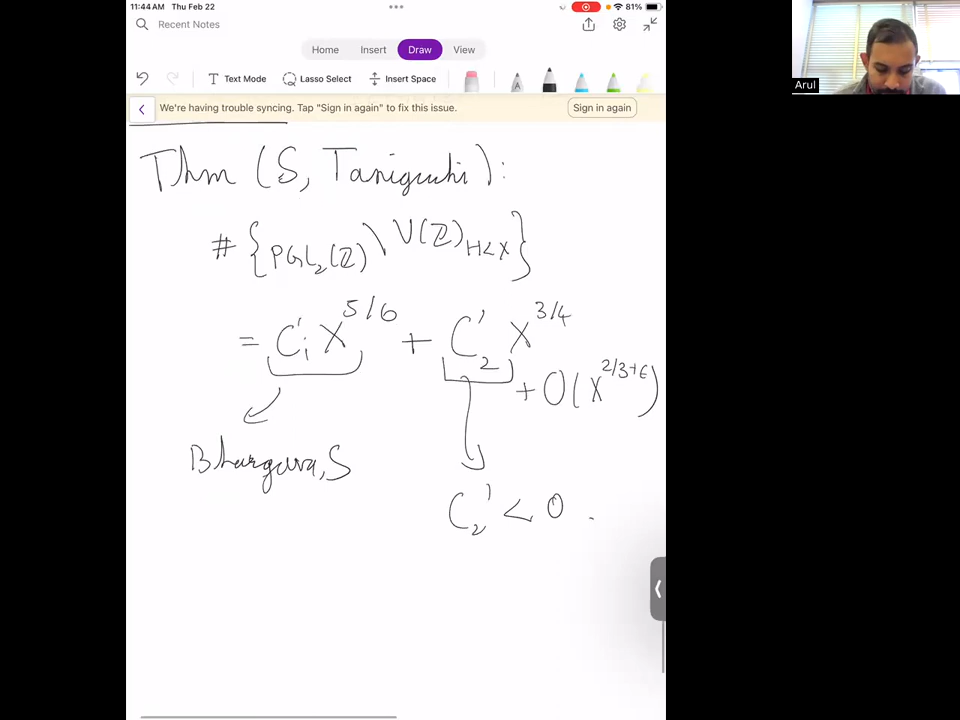 11:44 AM Thu Feb 22
81%
Recent Notes
Home Insert Draw View
Text Mode Lasso Select Insert Space
We're having trouble syncing. Tap "Sign in again" to fix this issue. Sign in again
Arul
Thm (S, Taniguchi):
# { PGL₂(ℤ) \ V(ℤ)_{H<X} }
= C₁' X^{5/6} + C₂' X^{3/4}
+ O(X^{2/3+ε})
Bhargava, S
C₂' < 0.